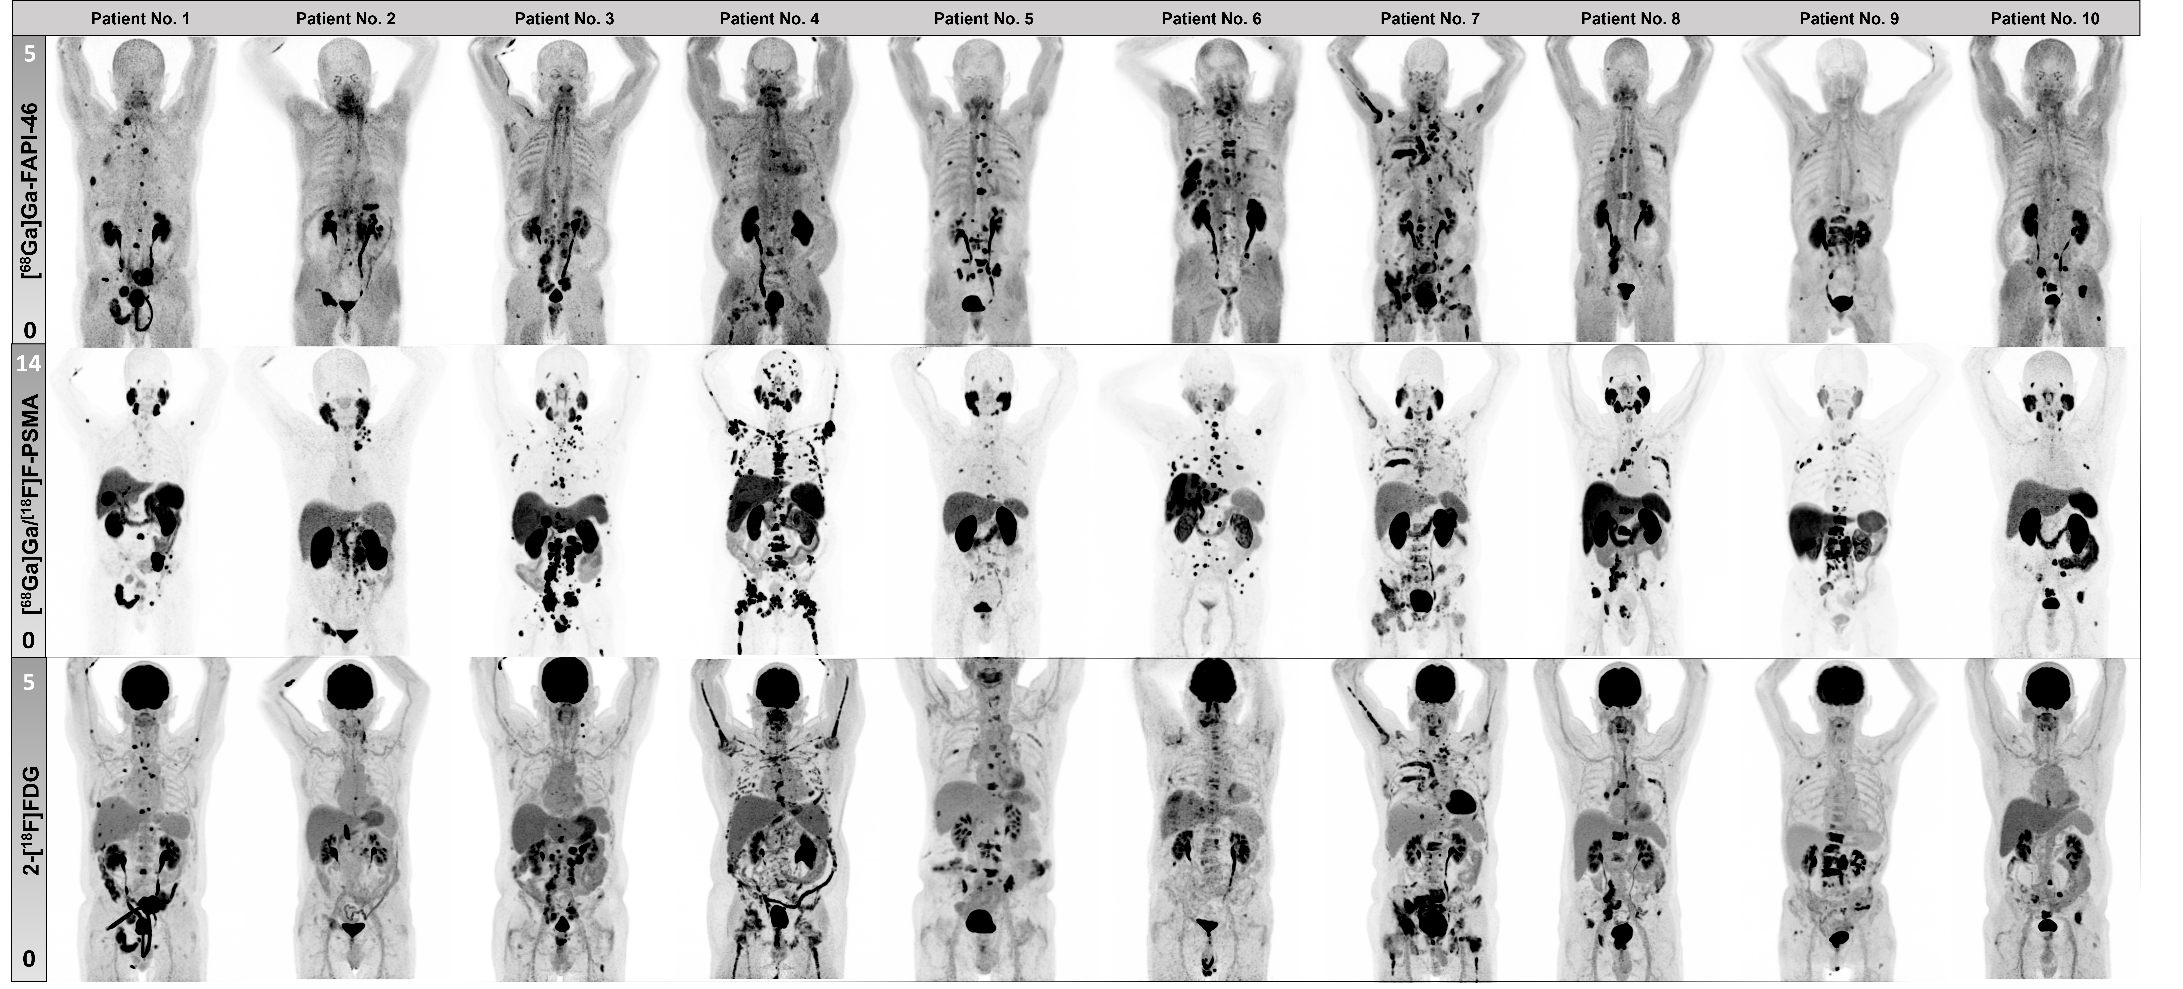 Patient No. 1 Patient No. 2 Patient No. 3 Patient No. 4 Patient No. 5 Patient No. 6 Patient No. 7 Patient No. 8 Patient No. 9 Patient No. 10
5
[⁶⁸Ga]Ga-FAPI-46
0
14
[⁶⁸Ga]Ga/[¹⁸F]F-PSMA
0
5
2-[¹⁸F]FDG
0